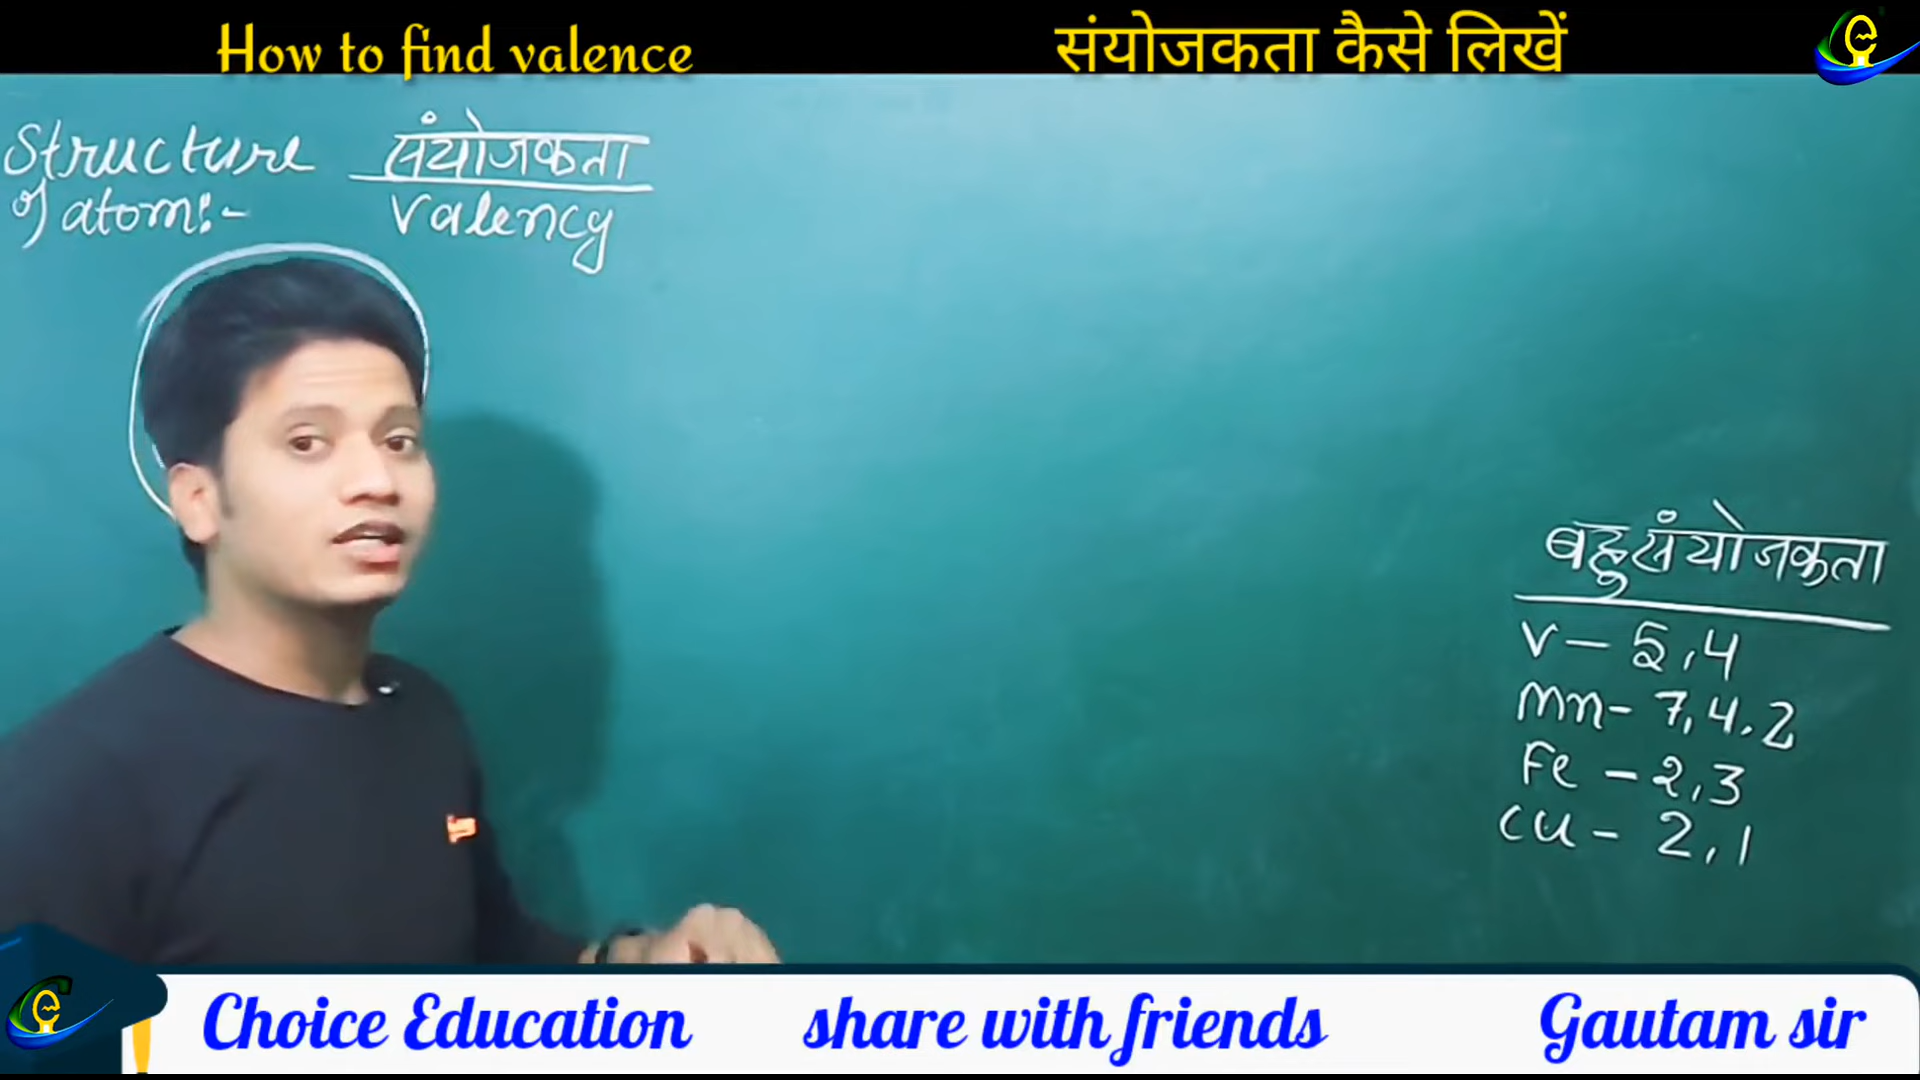 How to find valence
संयोजकता कैसे लिखें
Structure
of atom:-
संयोजकता
Valency
बहुसंयोजकता
V - 5,4
Mn - 7,4,2
Fe - 2,3
Cu - 2,1
Choice Education
share with friends
Gautam sir